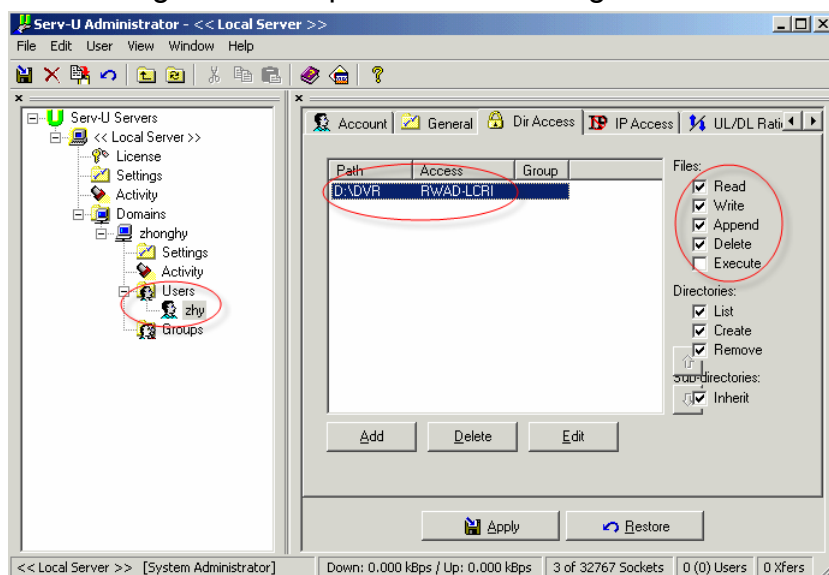 Serv-U Administrator - << Local Server >>
File Edit User View Window Help
Serv-U Servers
<< Local Server >>
License
Settings
Activity
Domains
zhonghy
Settings
Activity
Users
zhy
Groups
Account General Dir Access IP Access UL/DL Rati
Path Access Group
D:\DVR RWAD-LCRI
Files:
Read
Write
Append
Delete
Execute
Directories:
List
Create
Remove
Sub-directories:
Inherit
Add Delete Edit
Apply Restore
<< Local Server >> [System Administrator] Down: 0.000 kBps / Up: 0.000 kBps 3 of 32767 Sockets 0 (0) Users 0 Xfers